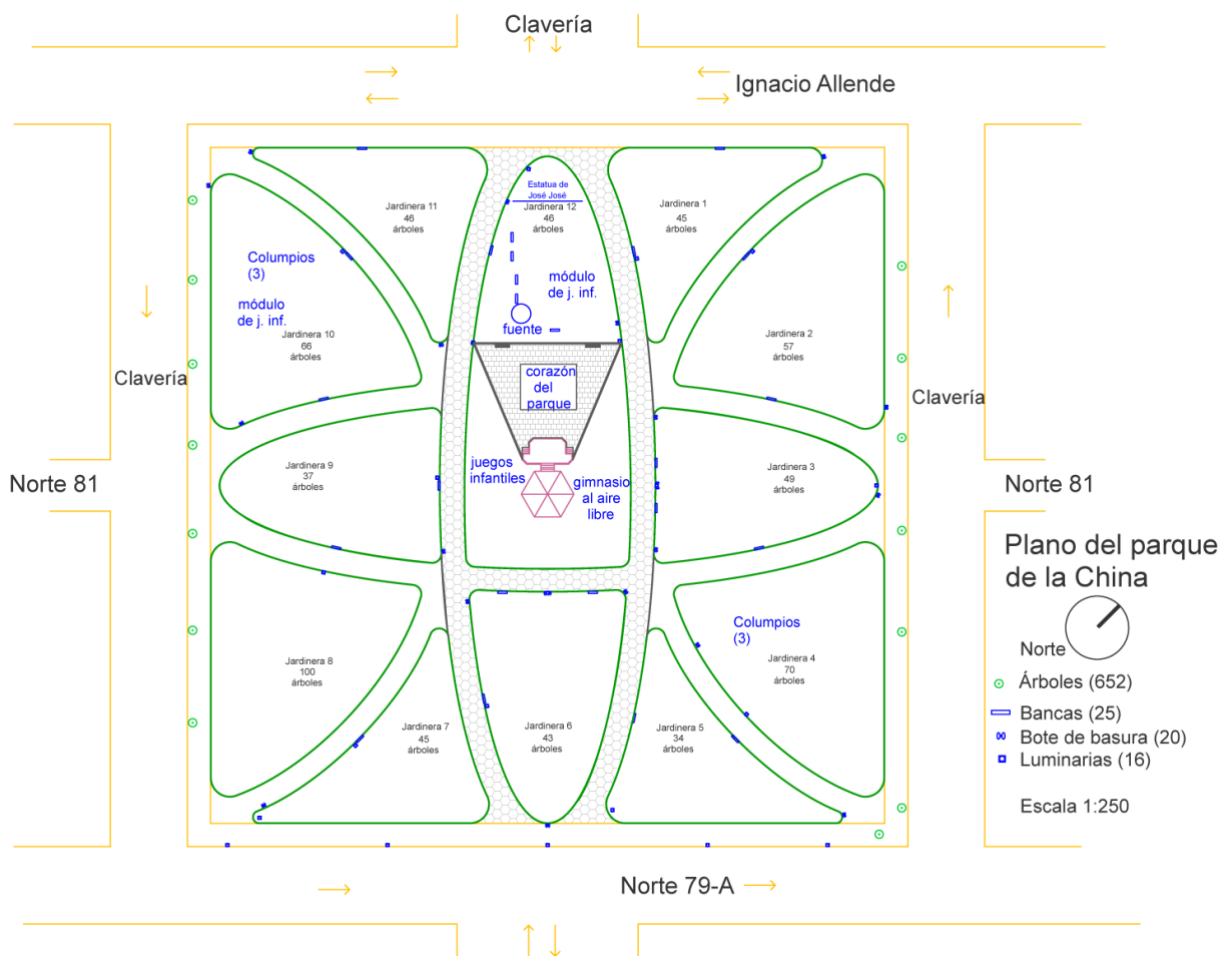 Clavería
Ignacio Allende
Estatua de
José José
Jardinera 12
46
árboles
Jardinera 11
46
árboles
Jardinera 1
45
árboles
Columpios
(3)
módulo
de j. inf.
módulo
de j. inf.
fuente
Jardinera 10
66
árboles
Jardinera 2
57
árboles
Clavería
corazón
del
parque
Clavería
Norte 81
Jardinera 9
37
árboles
juegos
infantiles
gimnasio
al aire
libre
Jardinera 3
49
árboles
Norte 81
Plano del parque
de la China
Norte
Árboles (652)
Bancas (25)
Bote de basura (20)
Luminarias (16)
Escala 1:250
Columpios
(3)
Jardinera 8
100
árboles
Jardinera 4
70
árboles
Jardinera 7
45
árboles
Jardinera 6
43
árboles
Jardinera 5
34
árboles
Norte 79-A